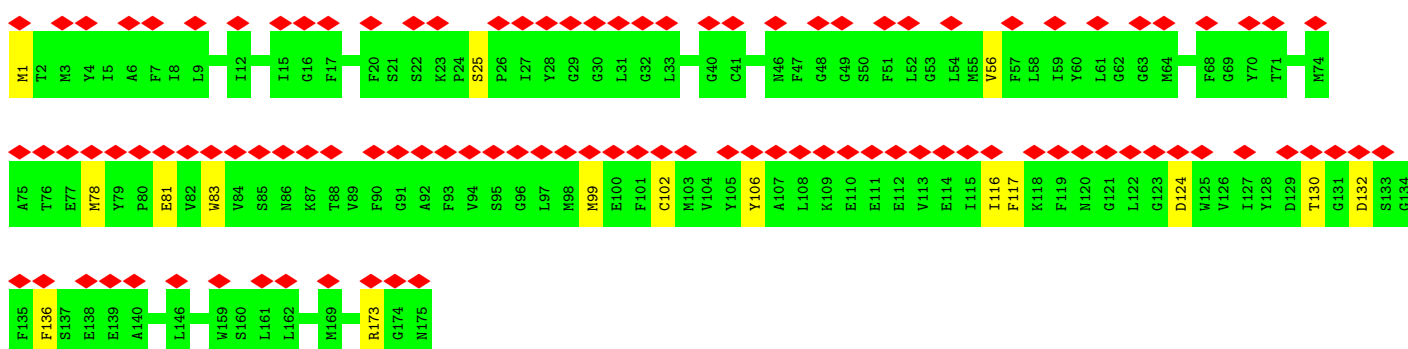 M1 T2 M3 Y4 I5 A6 F7 I8 L9 I12 I15 G16 F17 F20 S21 S22 K23 P24 S25 P26 I27 Y28 G29 G30 L31 G32 L33 G40 C41 N46 F47 G48 G49 S50 F51 L52 G53 L54 M55 V56 F57 L58 I59 Y60 L61 G62 G63 M64 F68 G69 Y70 T71 M74
A75 T76 E77 M78 Y79 P80 E81 V82 W83 V84 S85 N86 K87 T88 V89 F90 G91 A92 F93 V94 S95 G96 L97 M98 M99 E100 F101 C102 M103 V104 Y105 Y106 A107 L108 K109 E110 E111 E112 V113 E114 I115 I116 F117 K118 F119 N120 G121 L122 G123 D124 W125 V126 I127 Y128 D129 T130 G131 D132 S133 G134
F135 F136 S137 E138 E139 A140 L146 W159 S160 L161 L162 M169 R173 G174 N175